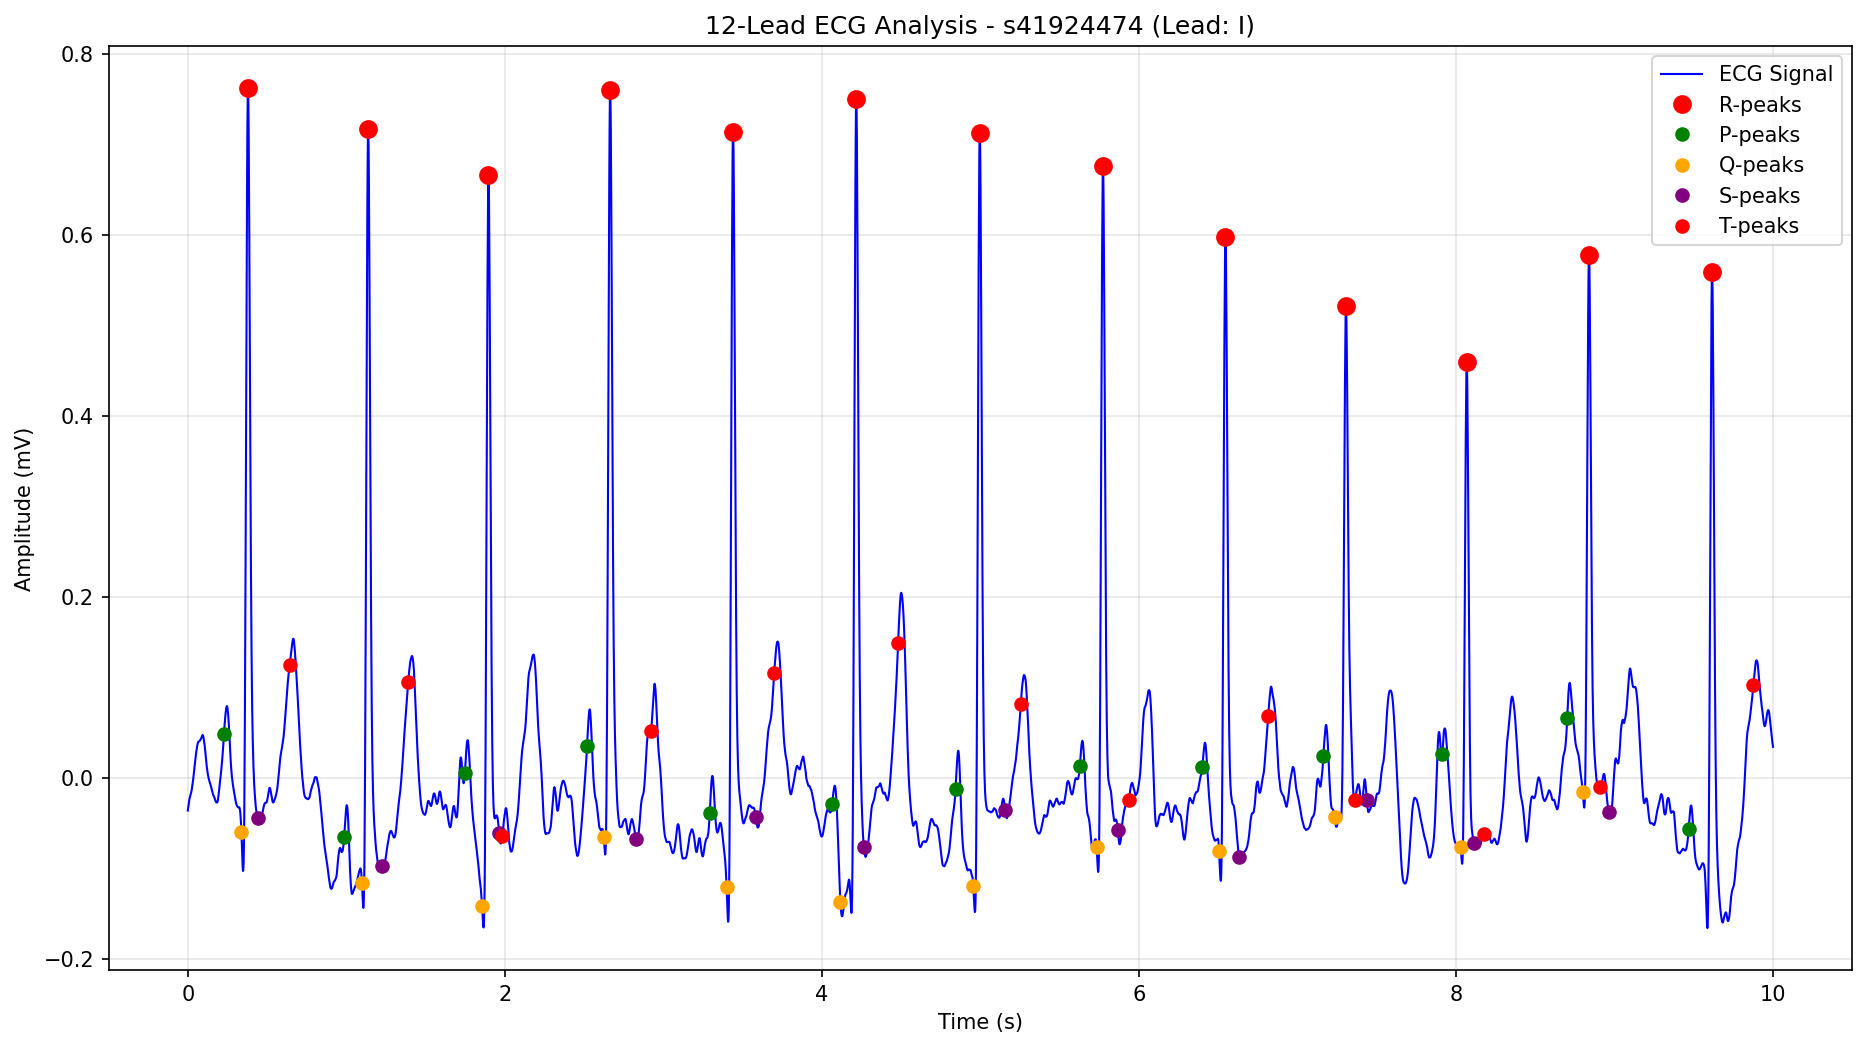 12-Lead ECG Analysis - s41924474 (Lead: I)
ECG Signal
R-peaks
P-peaks
Q-peaks
S-peaks
T-peaks
Amplitude (mV)
0.8
0.6
0.4
0.2
0.0
−0.2
0 2 4 6 8 10
Time (s)